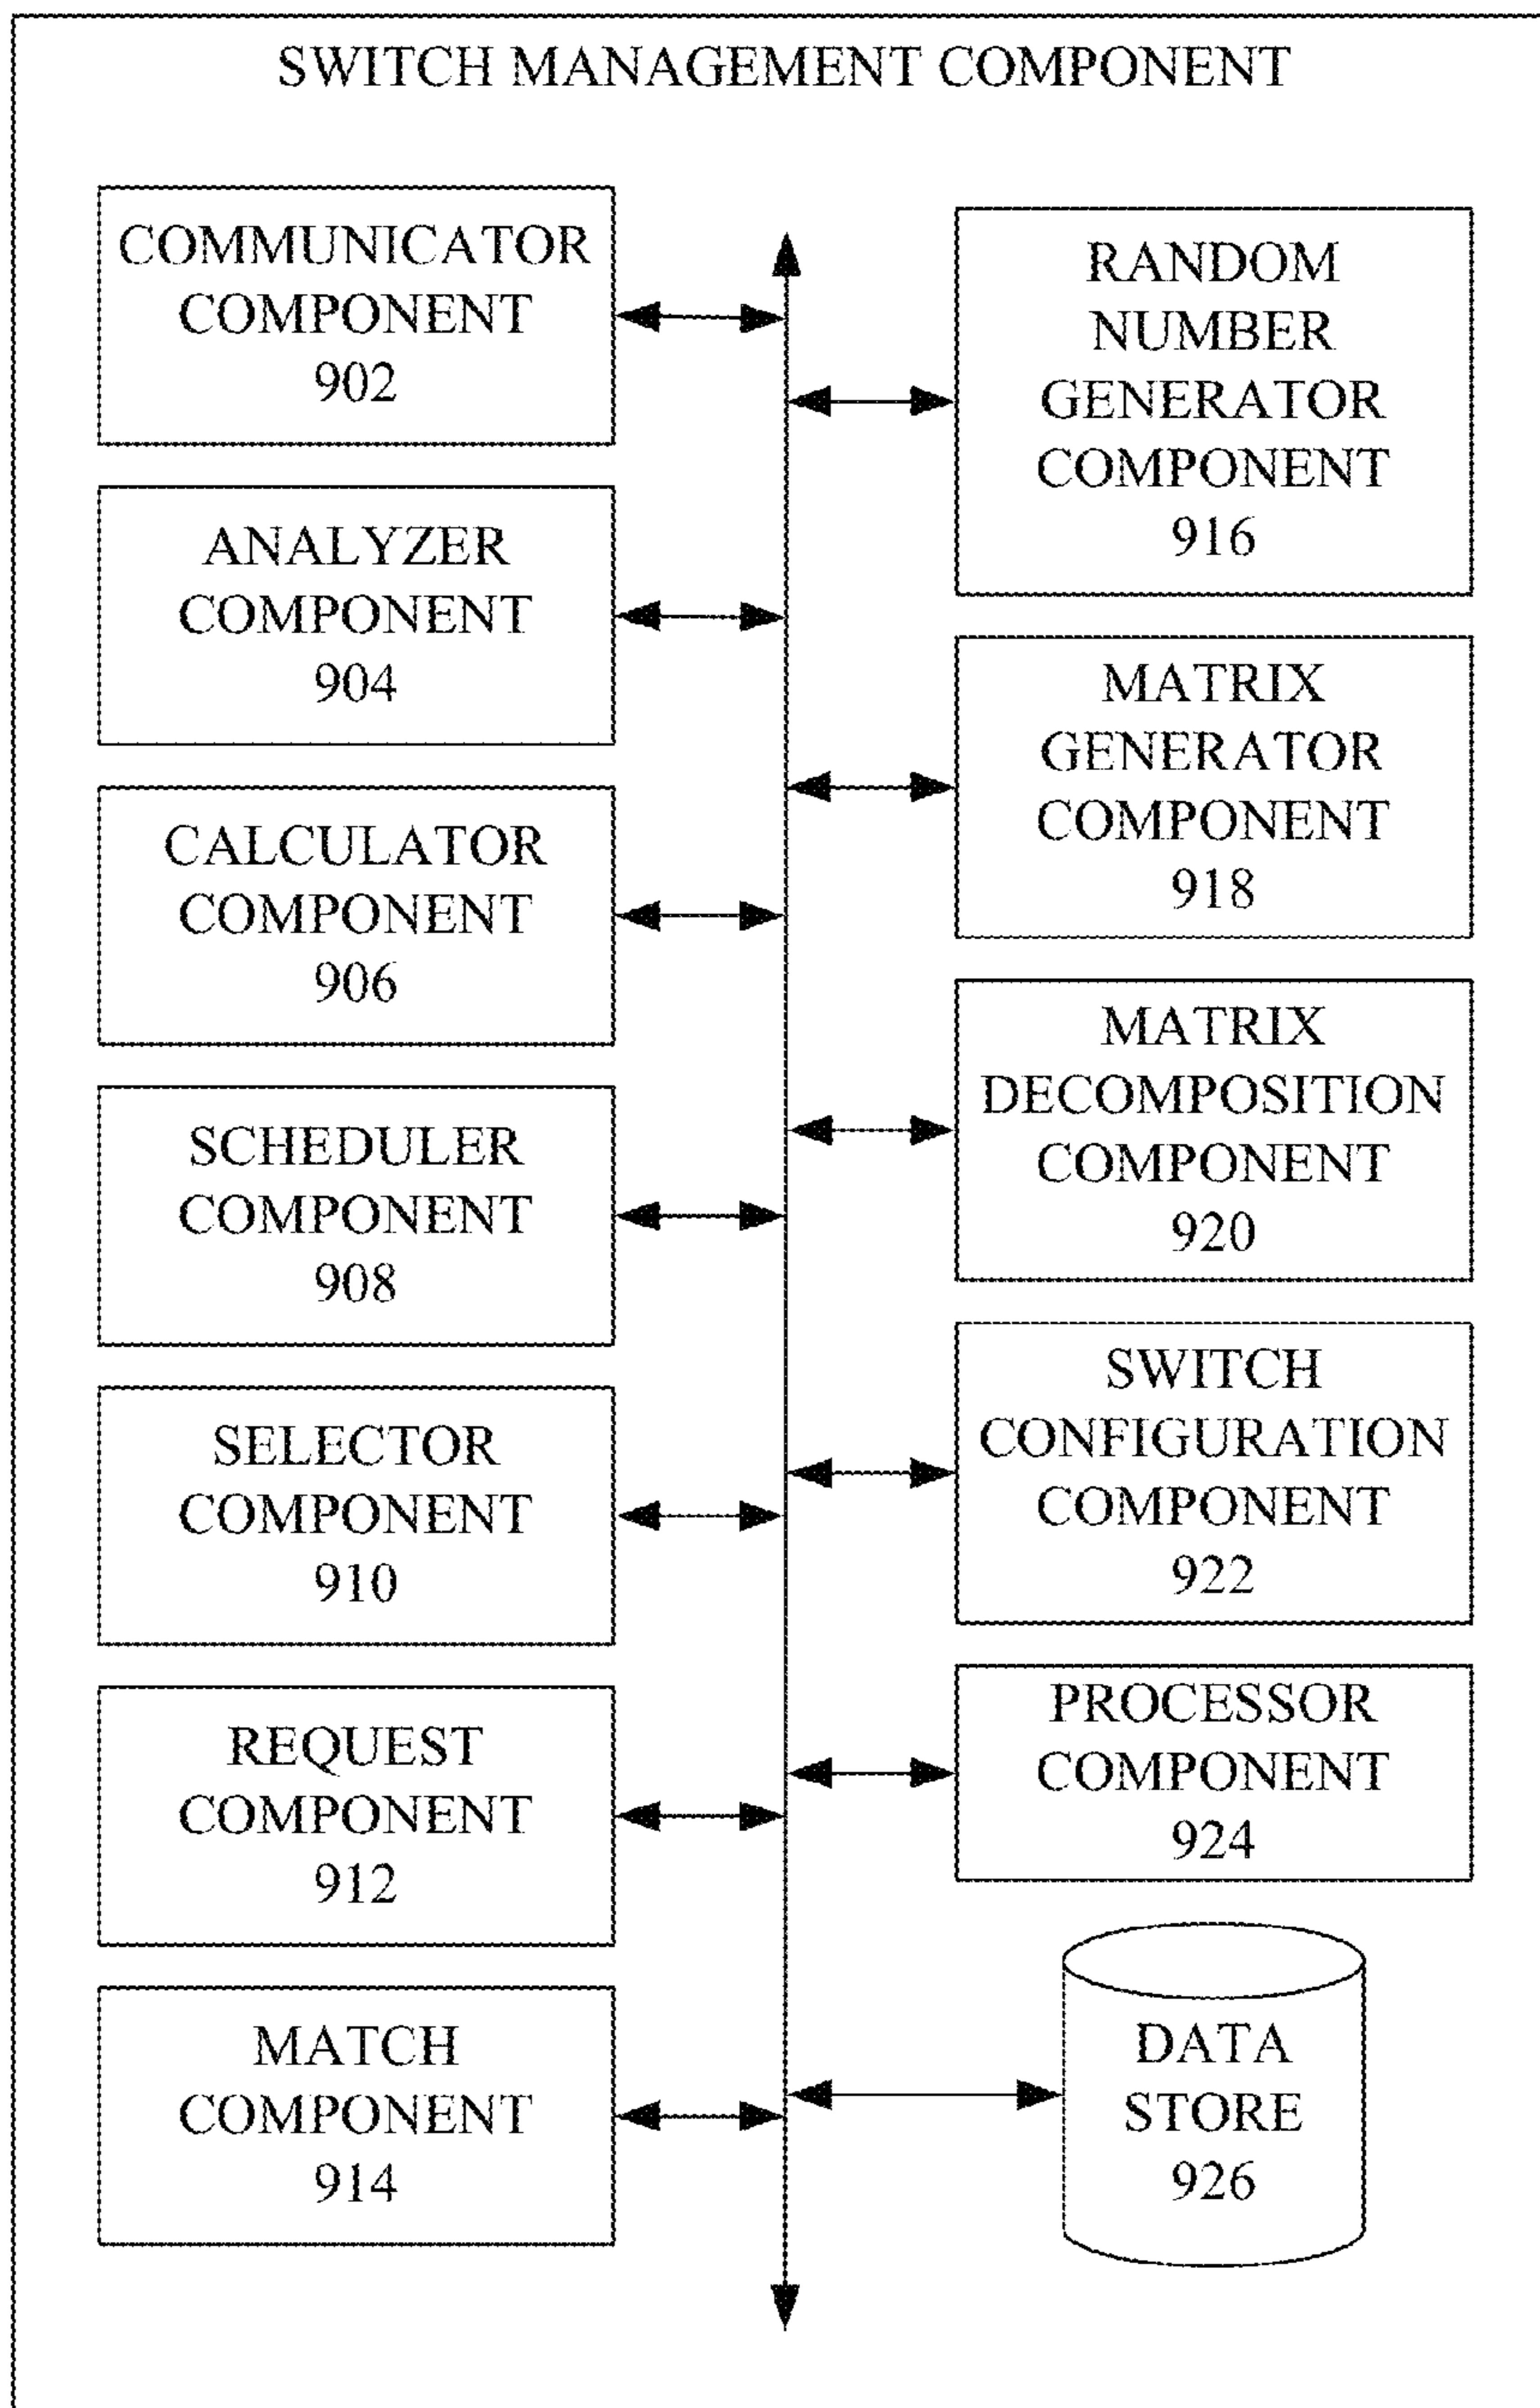 SWITCH MANAGEMENT COMPONENT
COMMUNICATOR
COMPONENT
902
ANALYZER
COMPONENT
904
CALCULATOR
COMPONENT
906
SCHEDULER
COMPONENT
908
SELECTOR
COMPONENT
910
REQUEST
COMPONENT
912
MATCH
COMPONENT
914
RANDOM
NUMBER
GENERATOR
COMPONENT
916
MATRIX
GENERATOR
COMPONENT
918
MATRIX
DECOMPOSITION
COMPONENT
920
SWITCH
CONFIGURATION
COMPONENT
922
PROCESSOR
COMPONENT
924
DATA
STORE
926